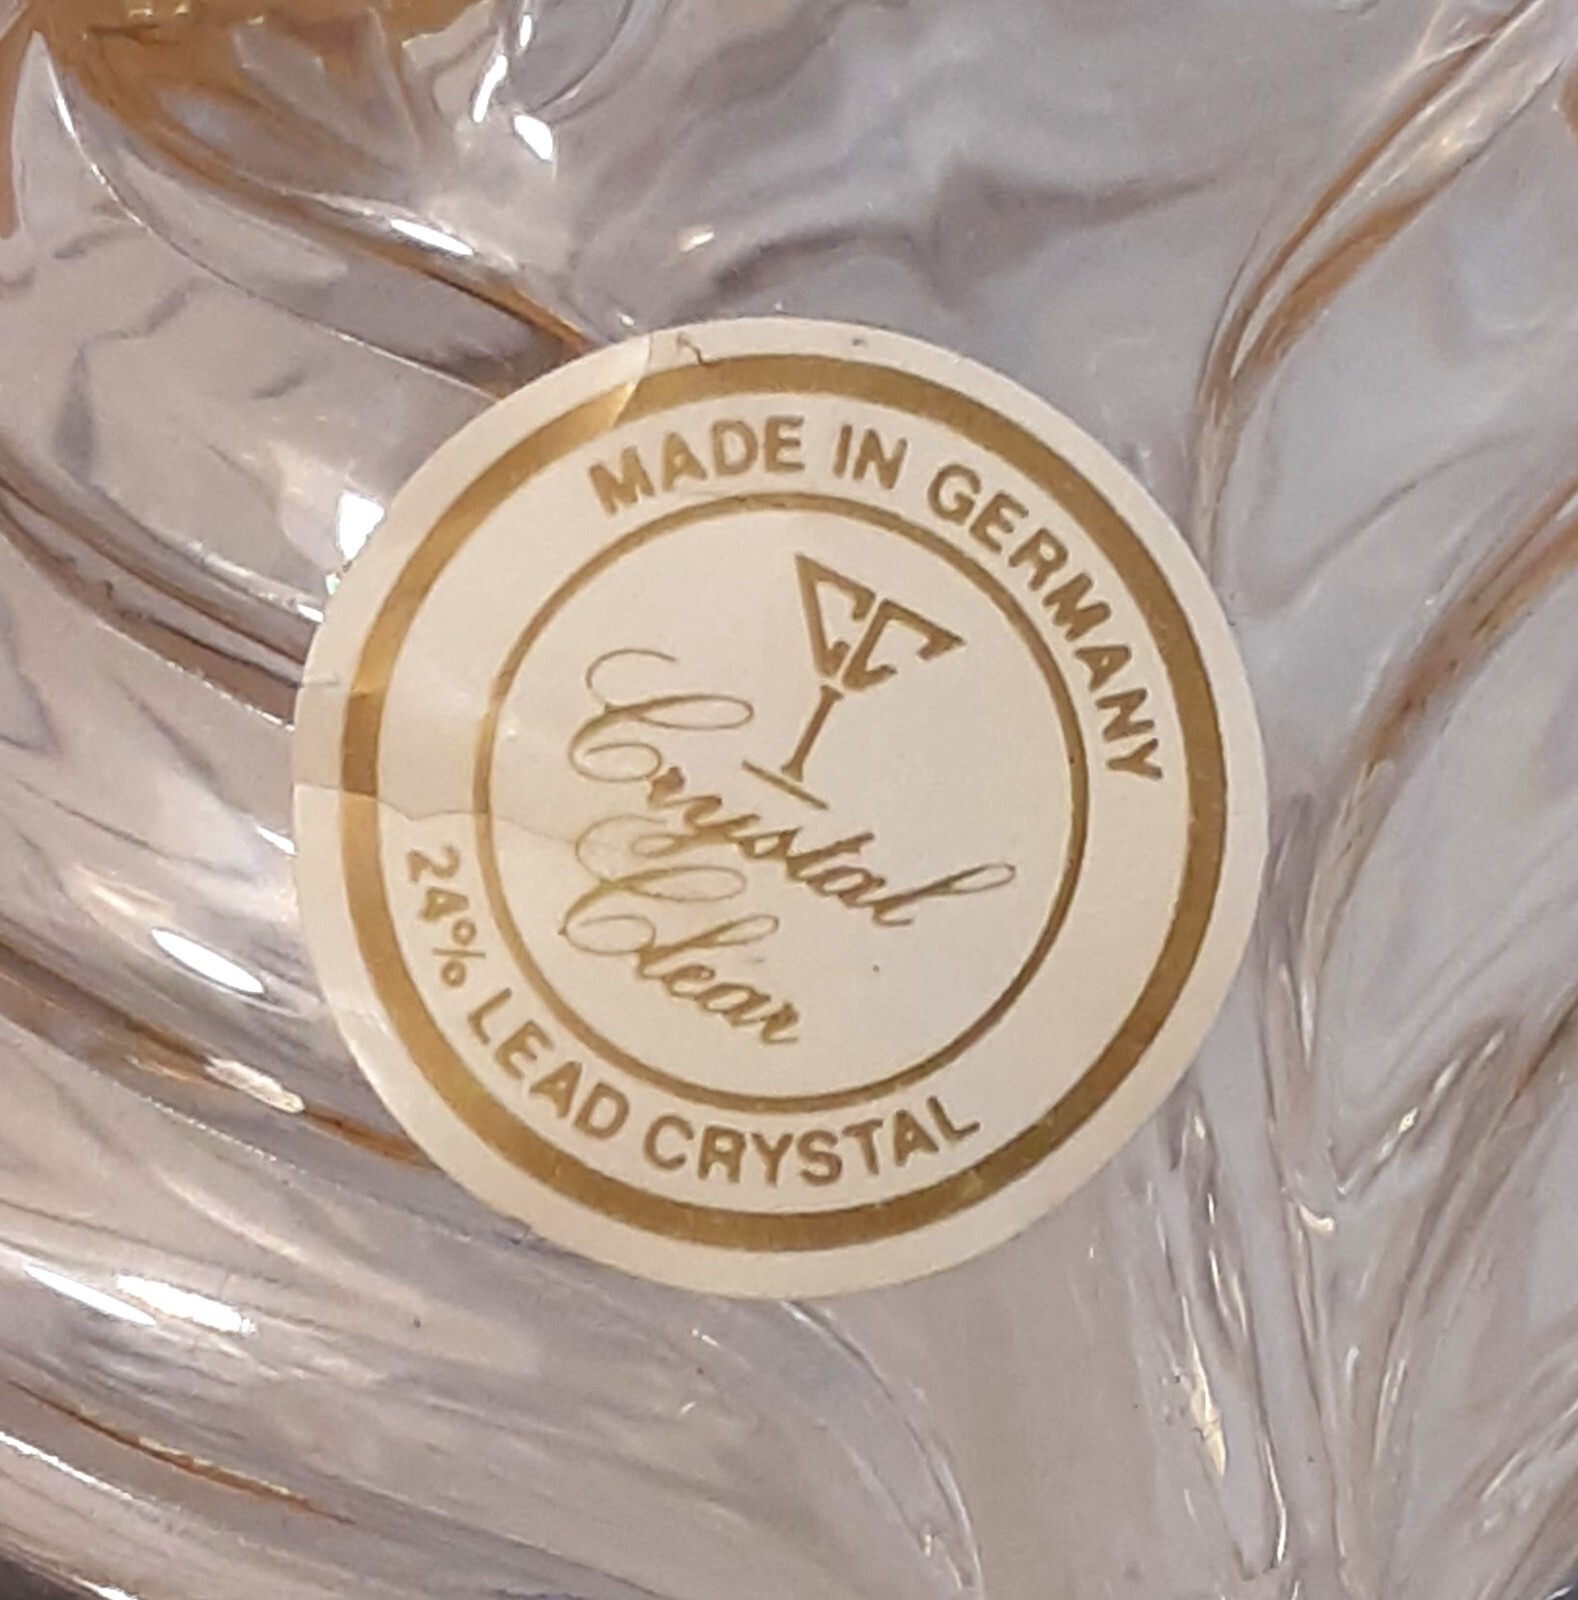 MADE IN GERMANY
CC
Crystal
Clear
24% LEAD CRYSTAL